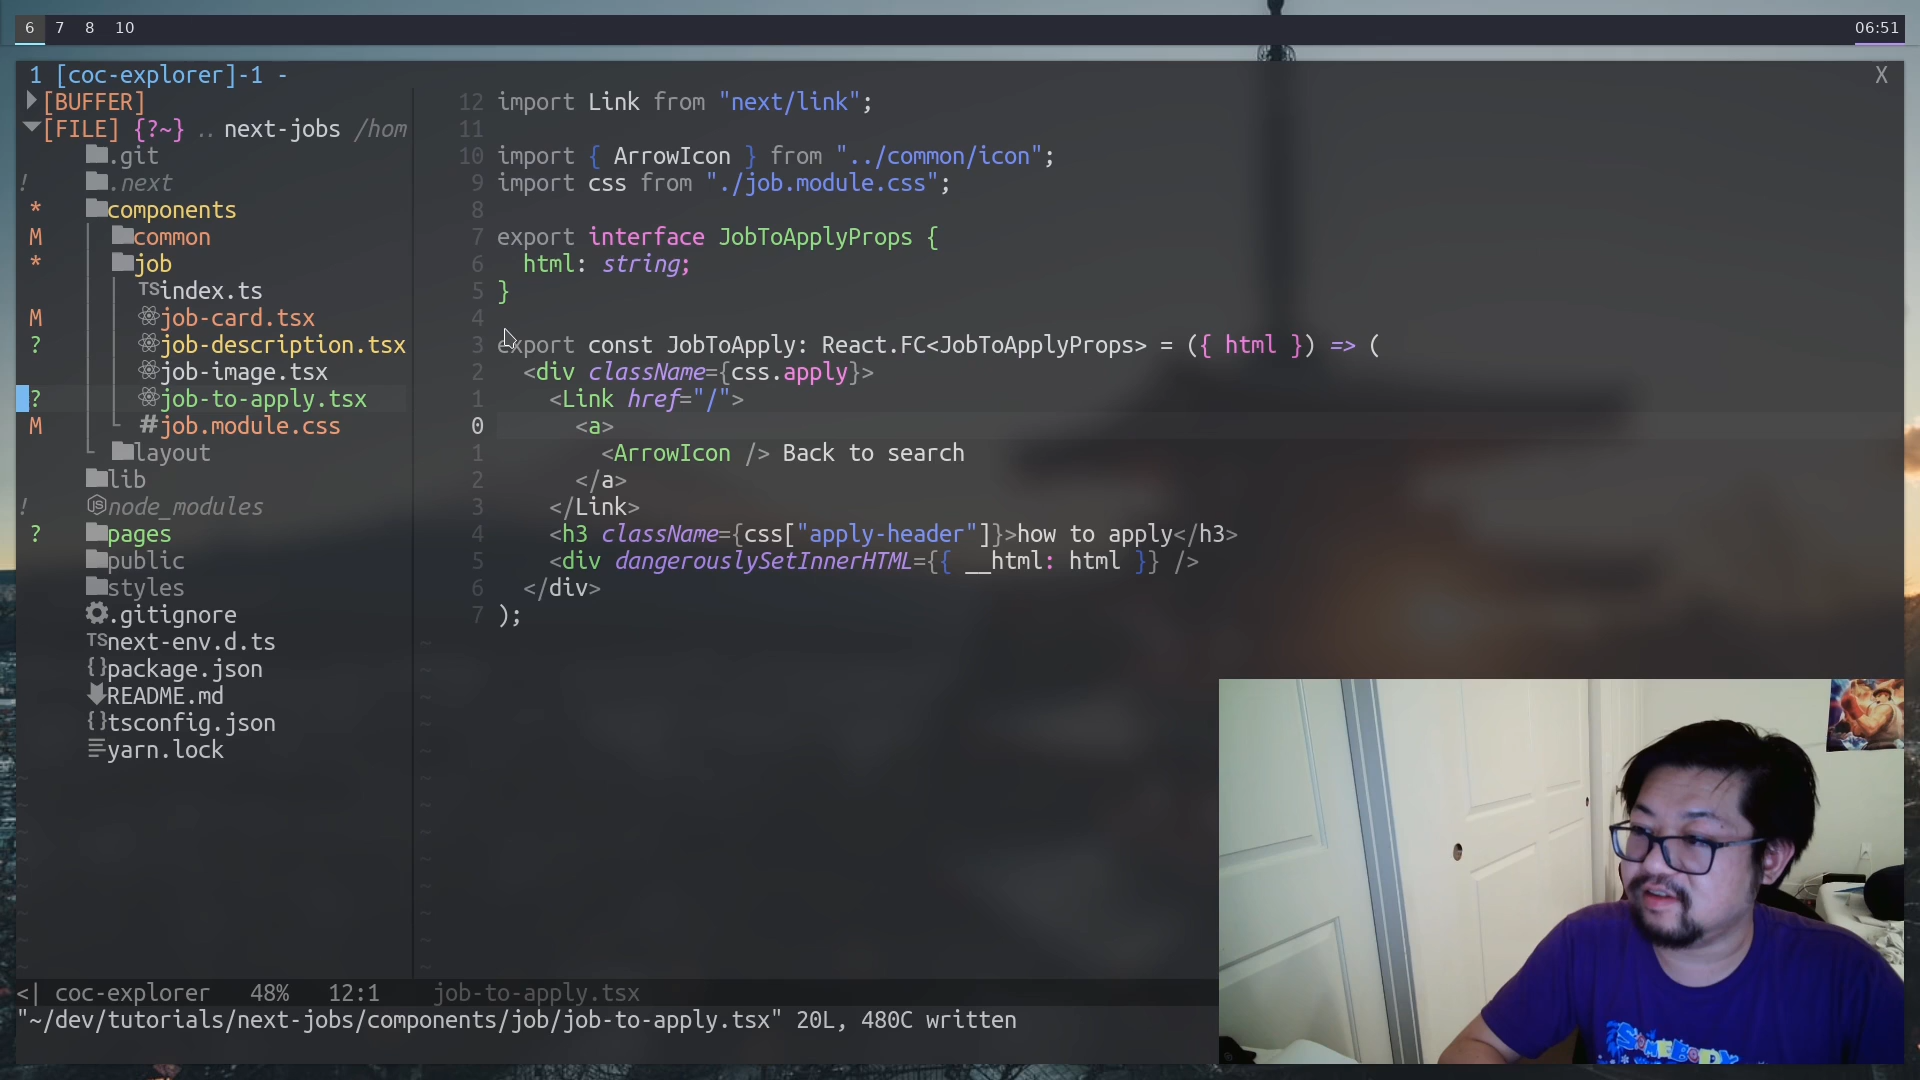 6 7 8 10 06:51
1 [coc-explorer]-1 - X
[BUFFER]
[FILE] {?~} .. next-jobs /hom
.git
! .next
* components
M common
* job
TS index.ts
M job-card.tsx
? job-description.tsx
job-image.tsx
? job-to-apply.tsx
M # job.module.css
layout
lib
! JS node_modules
? pages
public
styles
.gitignore
TS next-env.d.ts
{} package.json
README.md
{} tsconfig.json
yarn.lock
12 import Link from "next/link";
11
10 import { ArrowIcon } from "../common/icon";
9 import css from "./job.module.css";
8
7 export interface JobToApplyProps {
6 html: string;
5 }
4
3 export const JobToApply: React.FC<JobToApplyProps> = ({ html }) => (
2 <div className={css.apply}>
1 <Link href="/">
0 <a>
1 <ArrowIcon /> Back to search
2 </a>
3 </Link>
4 <h3 className={css["apply-header"]}>how to apply</h3>
5 <div dangerouslySetInnerHTML={{ __html: html }} />
6 </div>
7 );
<| coc-explorer 48% 12:1 job-to-apply.tsx
"~/dev/tutorials/next-jobs/components/job/job-to-apply.tsx" 20L, 480C written
SOMEBODY